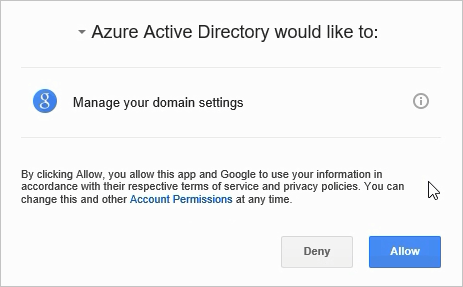 Azure Active Directory would like to:
g Manage your domain settings
By clicking Allow, you allow this app and Google to use your information in
accordance with their respective terms of service and privacy policies. You can
change this and other Account Permissions at any time.
Deny Allow